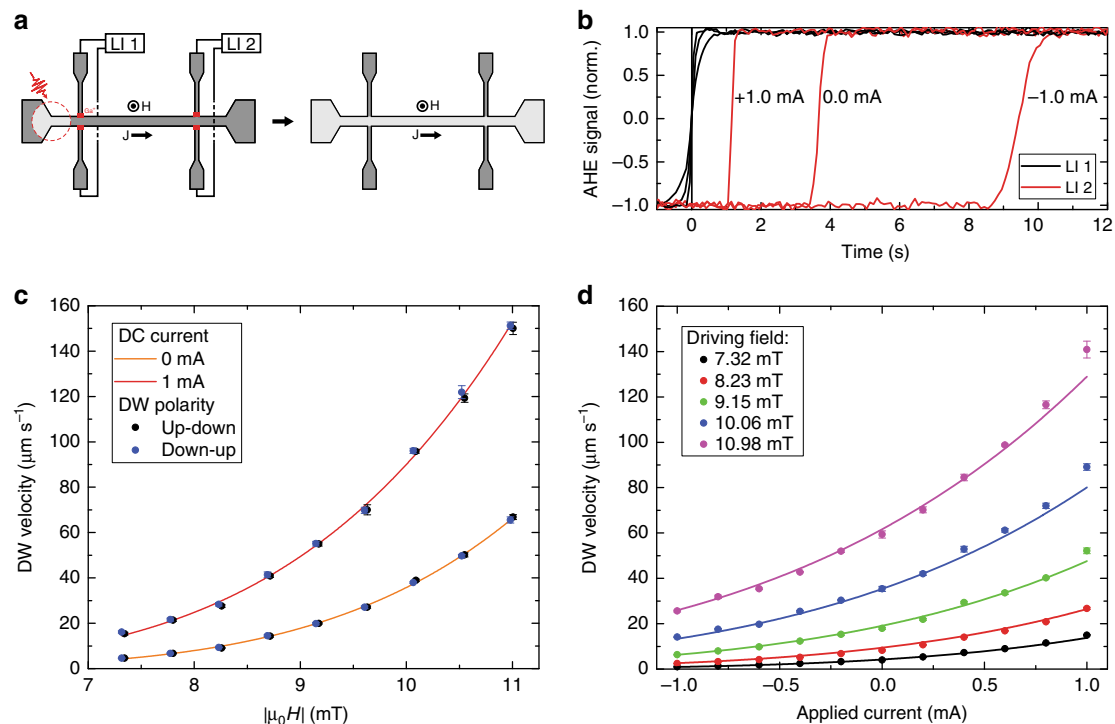 a
LI 1
LI 2
Ga+
H
J
H
J
b
AHE signal (norm.)
1.0
0.5
0.0
−0.5
−1.0
+1.0 mA
0.0 mA
−1.0 mA
LI 1
LI 2
0 2 4 6 8 10 12
Time (s)
c
DW velocity (μm s⁻¹)
160
140
120
100
80
60
40
20
0
DC current
0 mA
1 mA
DW polarity
Up-down
Down-up
7 8 9 10 11
|μ₀H| (mT)
d
DW velocity (μm s⁻¹)
160
140
120
100
80
60
40
20
0
Driving field:
7.32 mT
8.23 mT
9.15 mT
10.06 mT
10.98 mT
−1.0 −0.5 0.0 0.5 1.0
Applied current (mA)